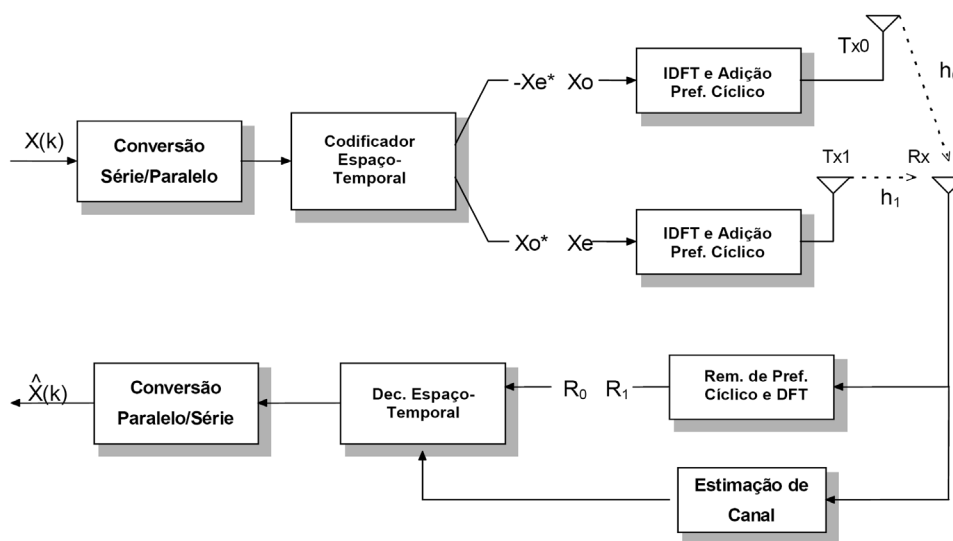 Tx0
-Xe* Xo
IDFT e Adição
Pref. Cíclico
X(k)
Conversão
Série/Paralelo
Codificador
Espaço-
Temporal
Tx1
Rx
h₁
Xo* Xe
IDFT e Adição
Pref. Cíclico
X̂(k)
Conversão
Paralelo/Série
Dec. Espaço-
Temporal
R₀ R₁
Rem. de Pref.
Cíclico e DFT
Estimação de
Canal